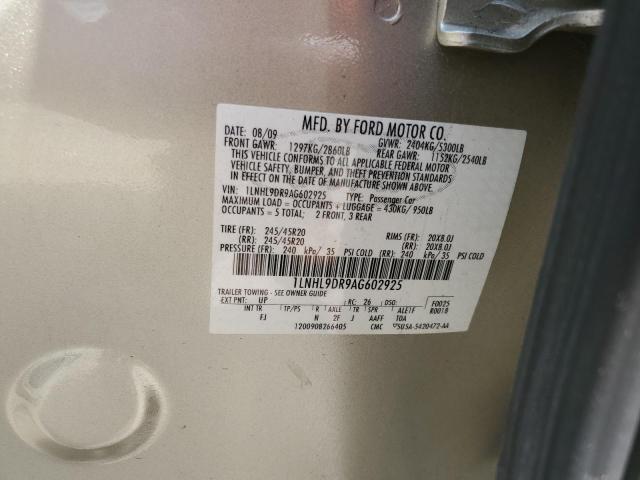 MFD. BY FORD MOTOR CO.
DATE: 08/09 GVWR: 2404KG/5300LB
FRONT GAWR: 1297KG/2860LB REAR GAWR: 1152KG/2540LB
THIS VEHICLE CONFORMS TO ALL APPLICABLE FEDERAL MOTOR
VEHICLE SAFETY, BUMPER, AND THEFT PREVENTION STANDARDS
IN EFFECT ON THE DATE OF MANUFACTURE SHOWN ABOVE.
VIN: 1LNHL9DR9AG602925 TYPE: Passenger Car
MAXIMUM LOAD = OCCUPANTS + LUGGAGE = 430KG/ 950LB
OCCUPANTS = 5 TOTAL; 2 FRONT, 3 REAR
TIRE (FR): 245/45R20 RIMS (FR): 20X8.0J
(RR): 245/45R20 (RR): 20X8.0J
PRESSURE (FR): 240 kPa/ 35 PSI COLD (RR): 240 kPa/ 35 PSI COLD
1LNHL9DR9AG602925
TRAILER TOWING - SEE OWNER GUIDE
EXT PNT: UP RC: 26 DSO: F0025
INT TR TP/PS R AXLE TR SPR ALE1F R0018
FJ N 2F J AAFF TOA
1200908266405 CMC 5U5A-5420472-AA